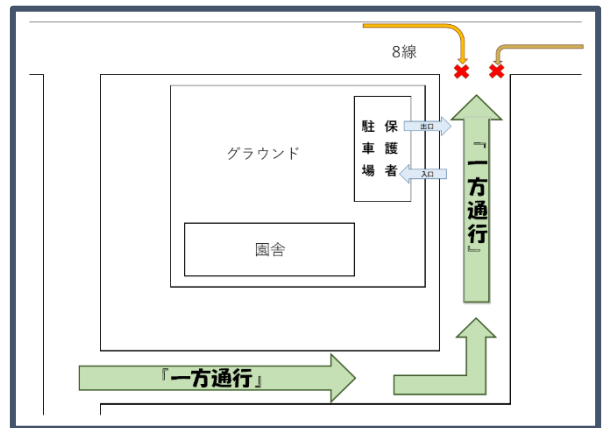 8線
保護者
駐車場
出口
入口
グラウンド
『一方通行』
園舎
『一方通行』